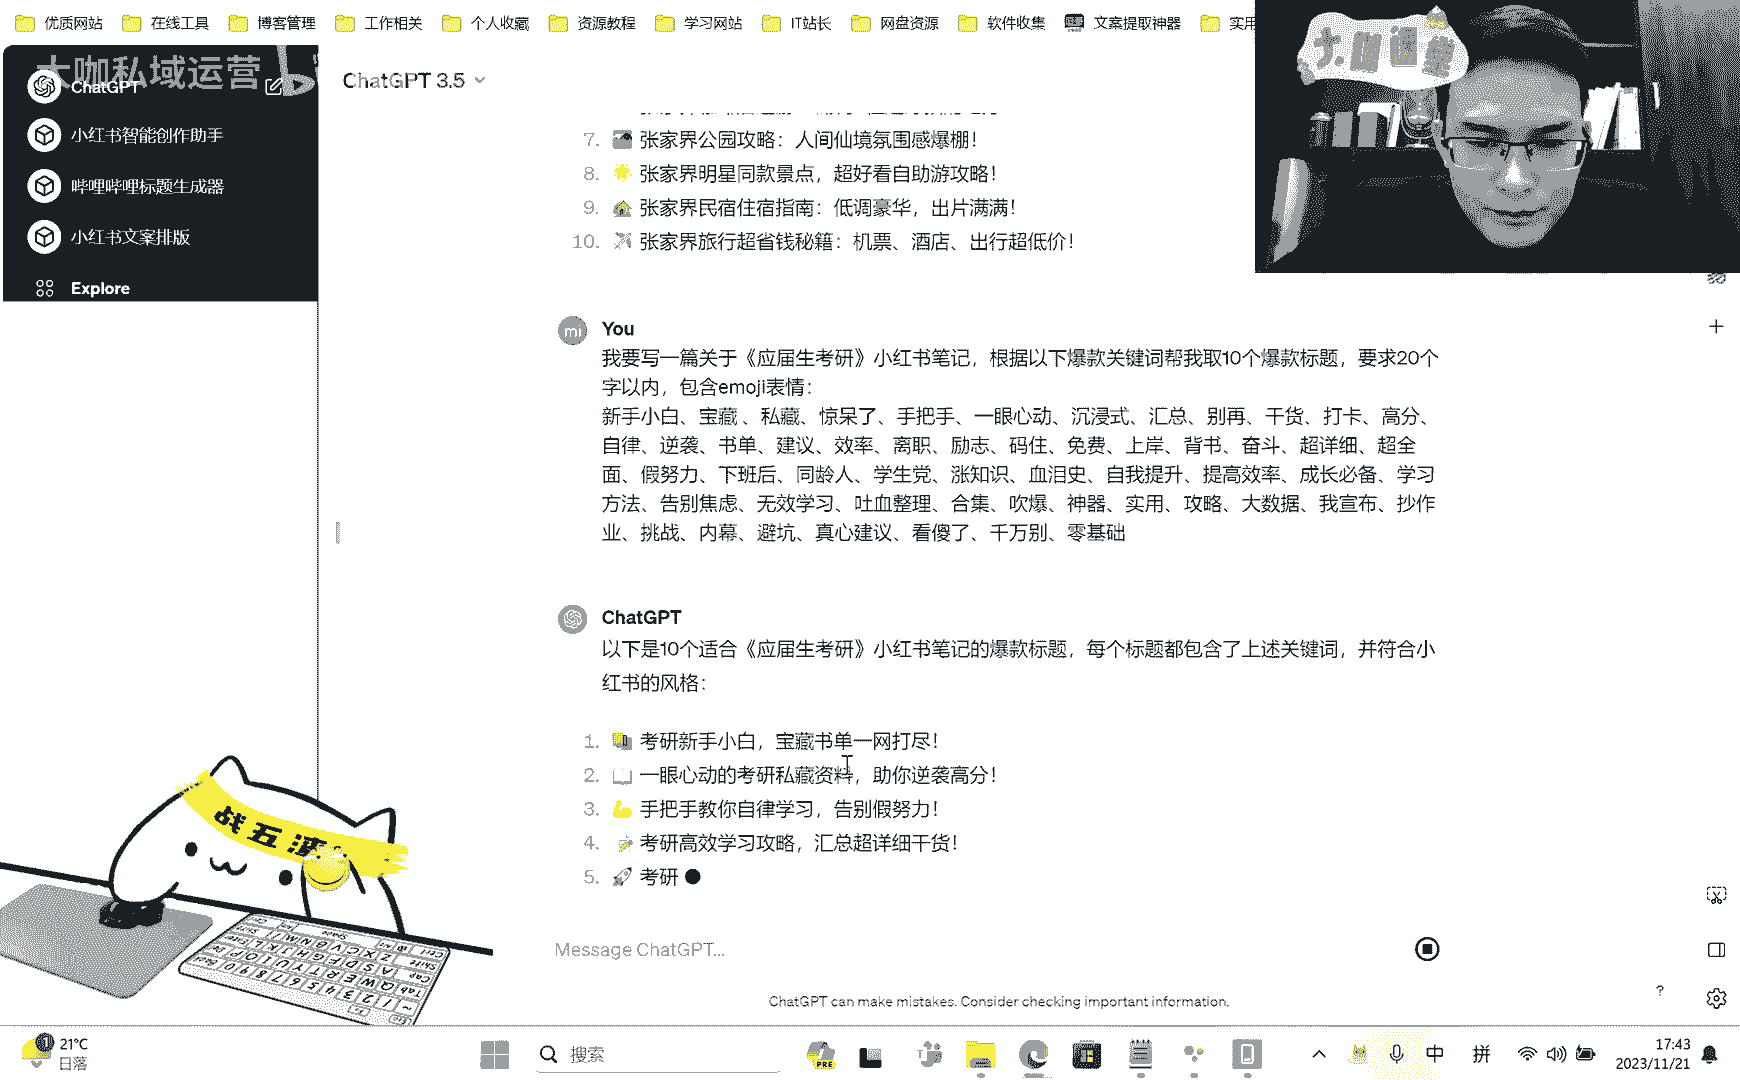 优质网站 在线工具 博客管理 工作相关 个人收藏 资源教程 学习网站 IT站长 网盘资源 软件收集 文案提取神器 实用
大咖私域运营
ChatGPT
小红书智能创作助手
哔哩哔哩标题生成器
小红书文案排版
Explore
ChatGPT 3.5
7. 张家界公园攻略：人间仙境氛围感爆棚！
8. 张家界明星同款景点，超好看自助游攻略！
9. 张家界民宿住宿指南：低调豪华，出片满满！
10. 张家界旅行超省钱秘籍：机票、酒店、出行超低价！
mi
You
我要写一篇关于《应届生考研》小红书笔记，根据以下爆款关键词帮我取10个爆款标题，要求20个
字以内，包含emoji表情：
新手小白、宝藏 、私藏、惊呆了、手把手、一眼心动、沉浸式、汇总、别再、干货、打卡、高分、
自律、逆袭、书单、建议、效率、离职、励志、码住、免费、上岸、背书、奋斗、超详细、超全
面、假努力、下班后、同龄人、学生党、涨知识、血泪史、自我提升、提高效率、成长必备、学习
方法、告别焦虑、无效学习、吐血整理、合集、吹爆、神器、实用、攻略、大数据、我宣布、抄作
业、挑战、内幕、避坑、真心建议、看傻了、千万别、零基础
ChatGPT
以下是10个适合《应届生考研》小红书笔记的爆款标题，每个标题都包含了上述关键词，并符合小
红书的风格：
1. 考研新手小白，宝藏书单一网打尽！
2. 一眼心动的考研私藏资料，助你逆袭高分！
3. 手把手教你自律学习，告别假努力！
4. 考研高效学习攻略，汇总超详细干货！
5. 考研
战五渣
Message ChatGPT...
ChatGPT can make mistakes. Consider checking important information.
?
21°C
日落
搜索
PRE
中
拼
17:43
2023/11/21